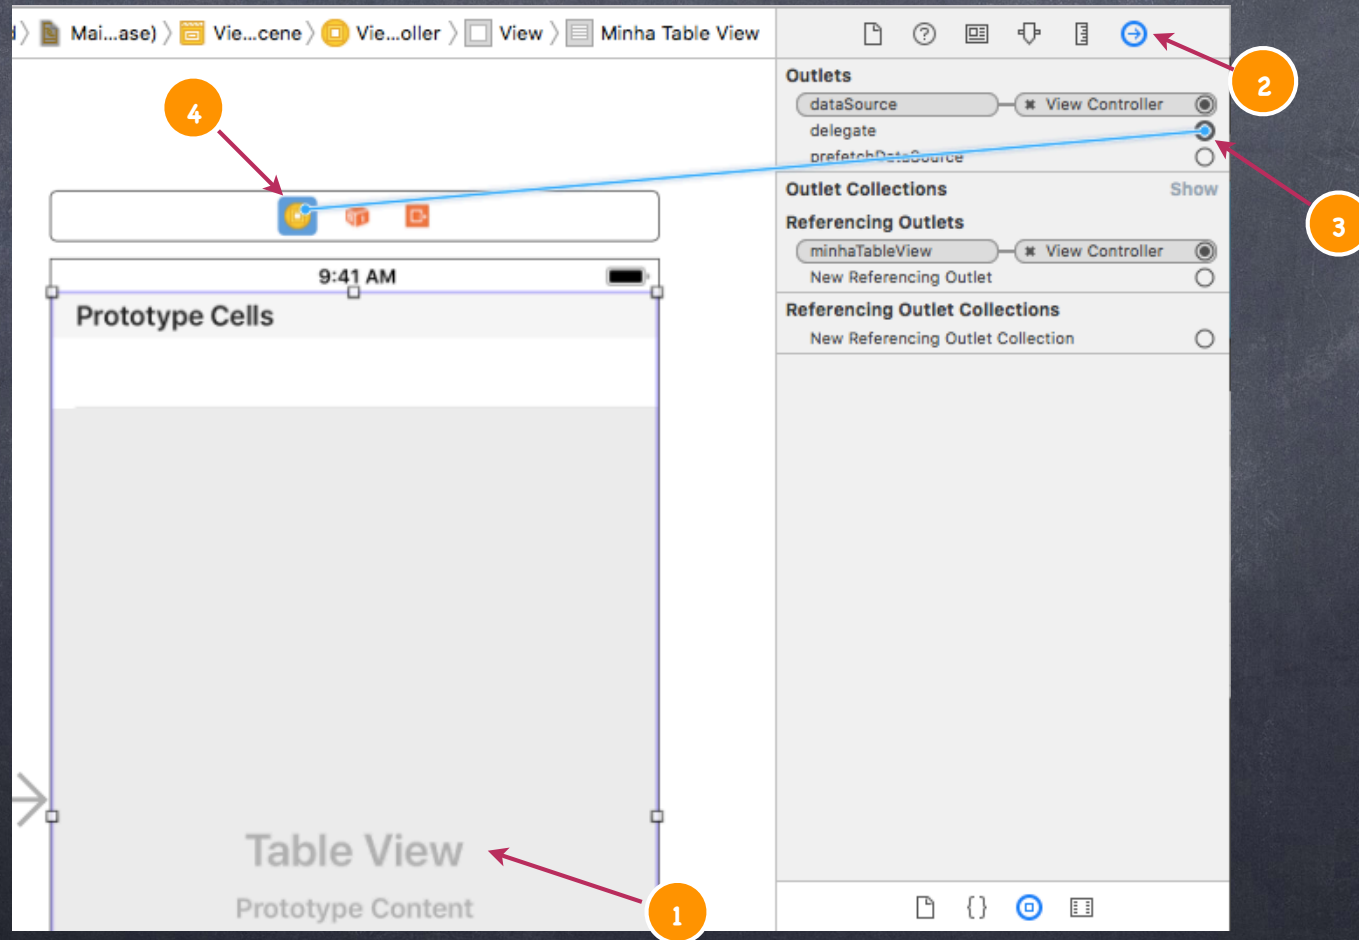 Mai...ase) Vie...cene Vie...oller View Minha Table View
4
2
3
1
Outlets
dataSource View Controller
delegate
prefetchDataSource
Outlet Collections Show
Referencing Outlets
minhaTableView View Controller
New Referencing Outlet
Referencing Outlet Collections
New Referencing Outlet Collection
9:41 AM
Prototype Cells
Table View
Prototype Content